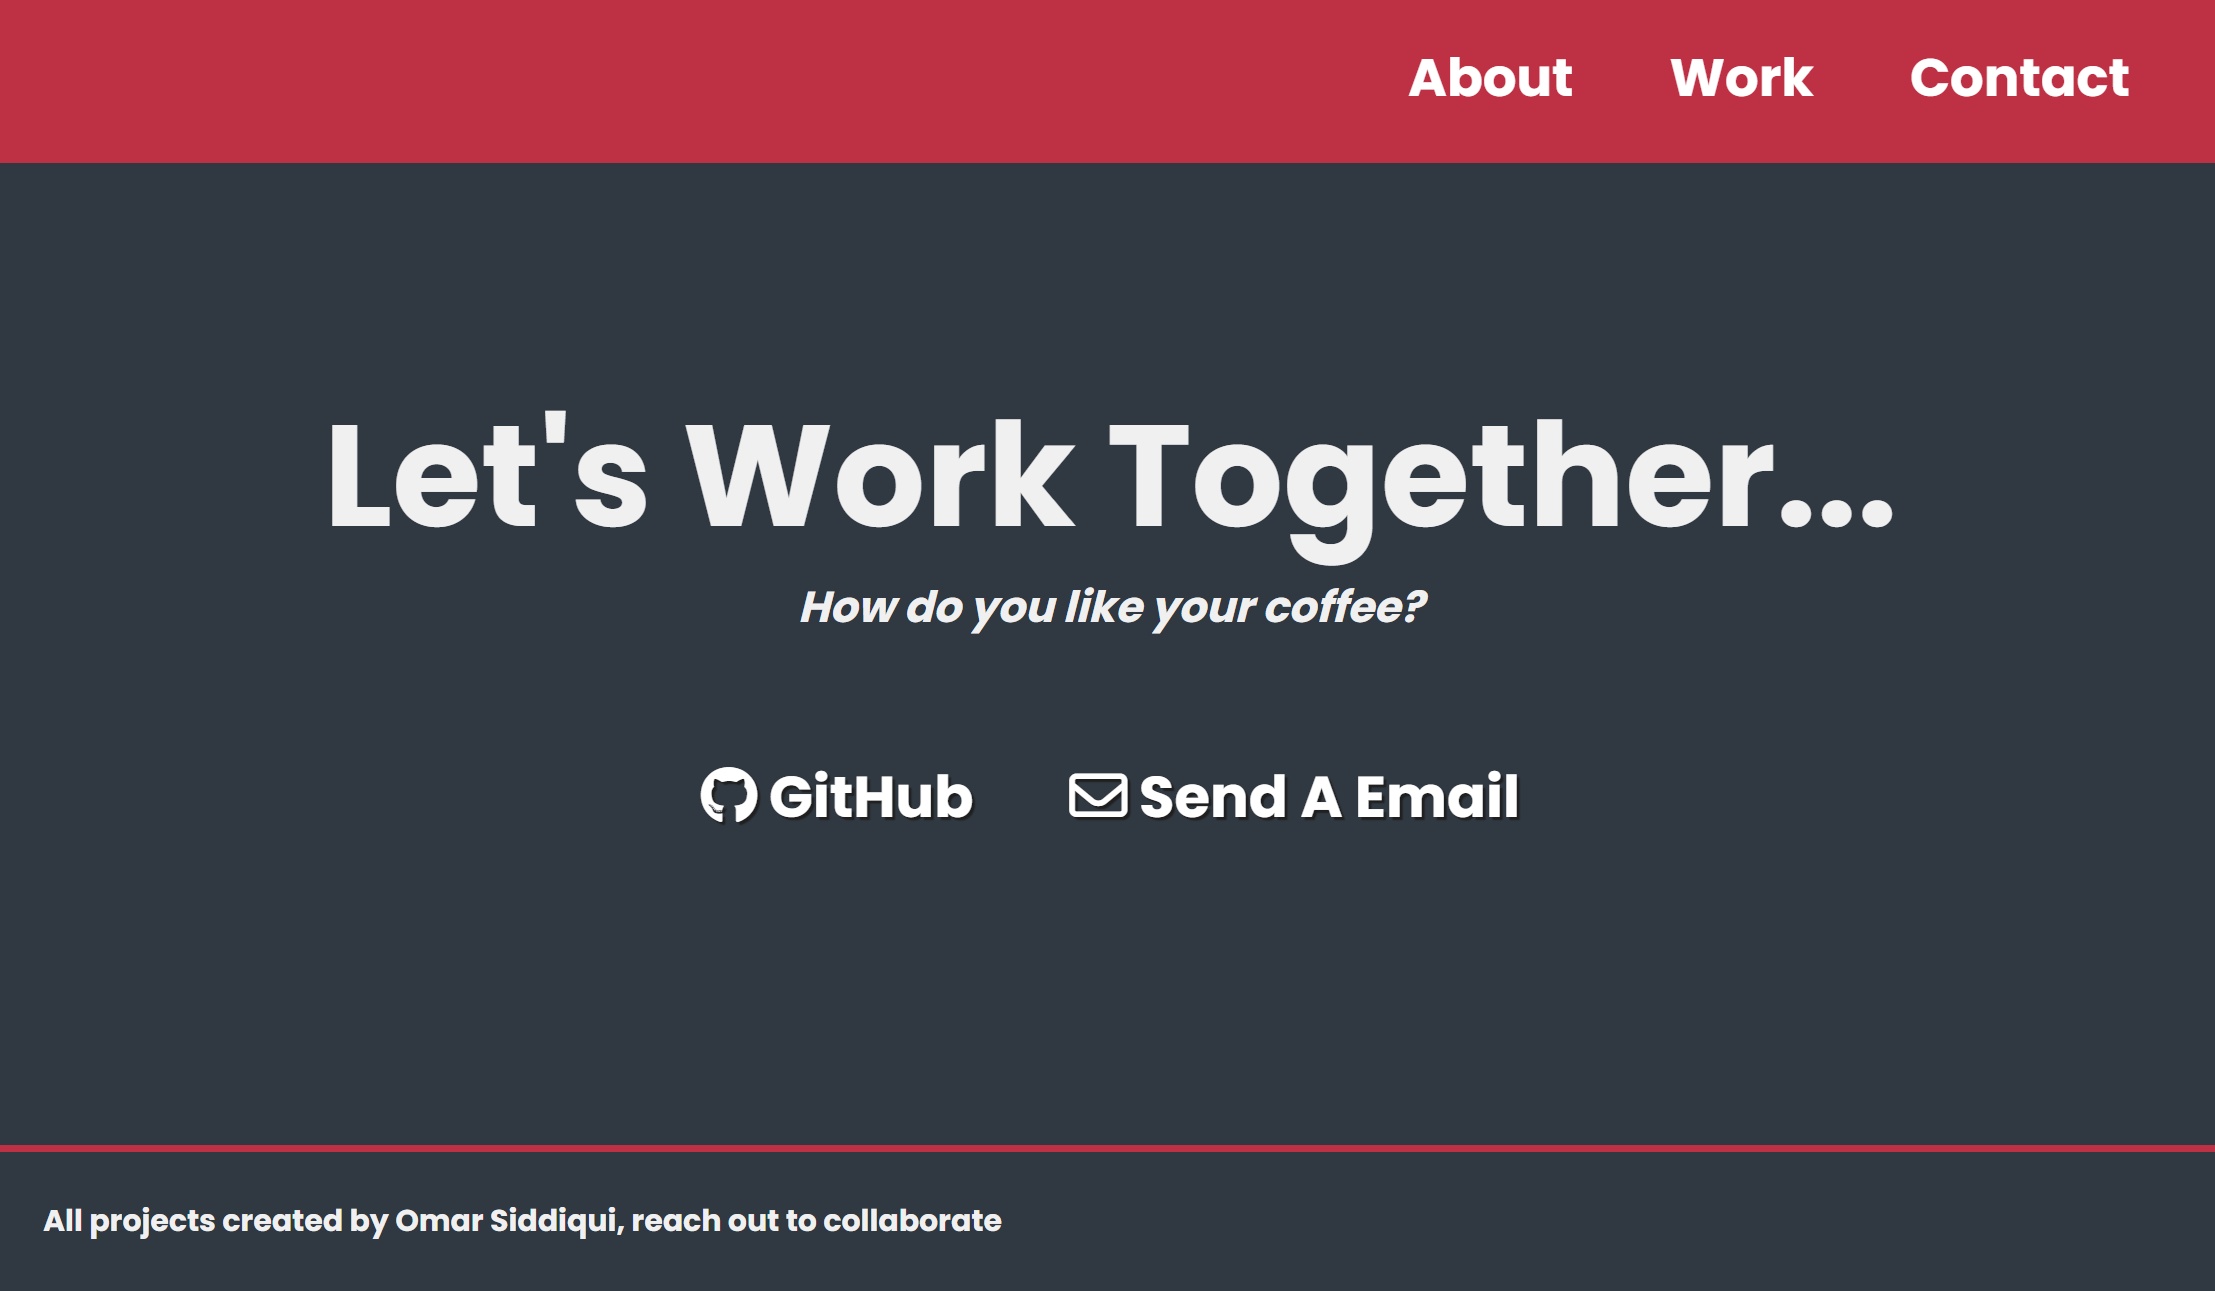 About Work Contact
Let's Work Together...
How do you like your coffee?
GitHub Send A Email
All projects created by Omar Siddiqui, reach out to collaborate